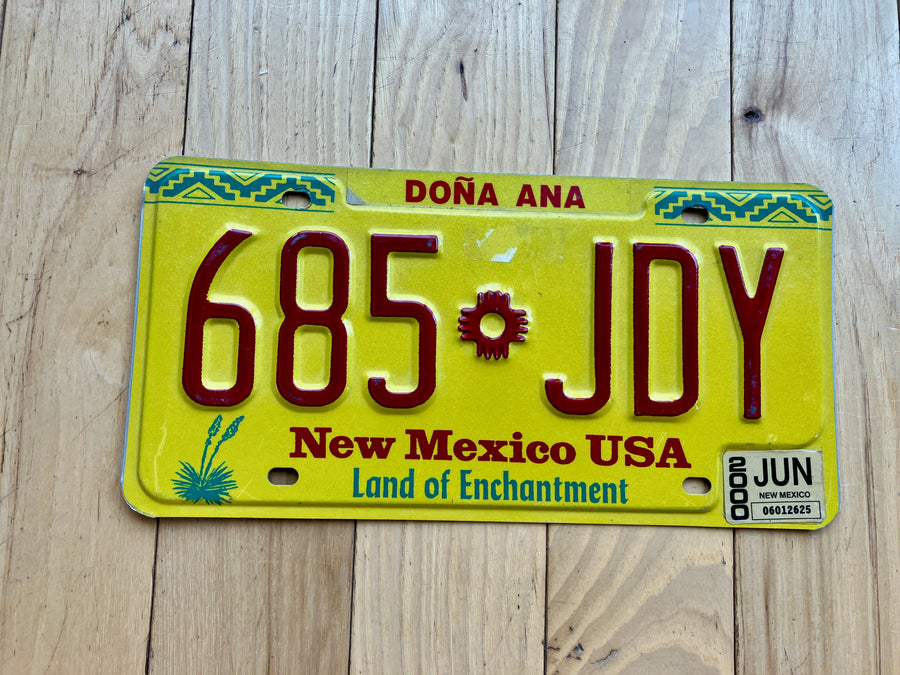 DOÑA ANA
685 JDY
New Mexico USA
Land of Enchantment
2000
JUN
NEW MEXICO
06012625